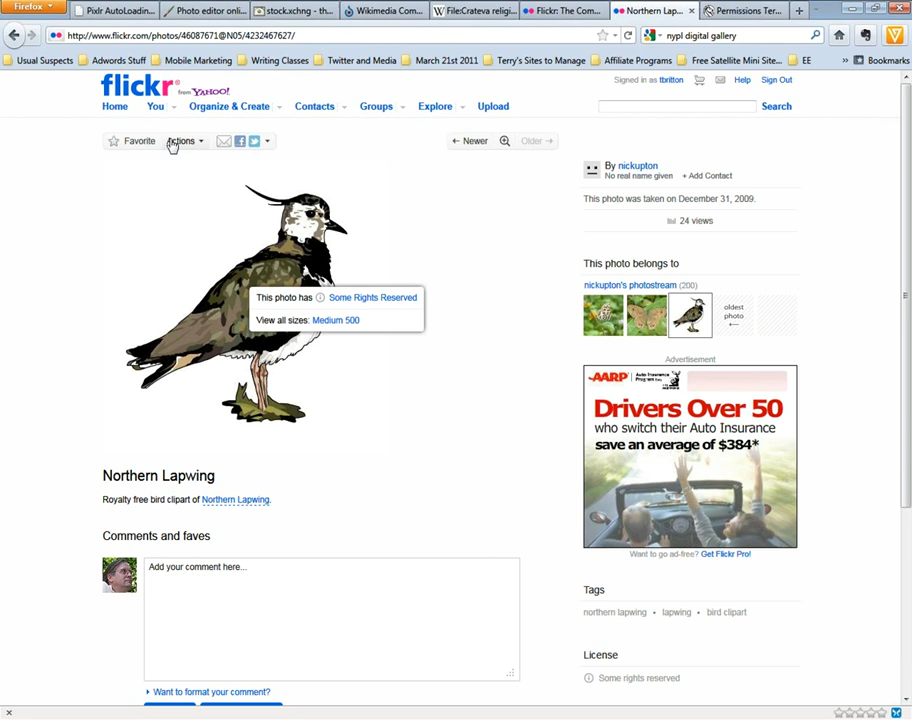 Firefox
Pixlr AutoLoadin...
Photo editor onli...
stock.xchng - th...
Wikimedia Com...
File:Crateva religi...
Flickr: The Com...
Northern Lap...
Permissions Ter...
http://www.flickr.com/photos/46087671@N05/4232467627/
nypl digital gallery
Usual Suspects
Adwords Stuff
Mobile Marketing
Writing Classes
Twitter and Media
March 21st 2011
Terry's Sites to Manage
Affiliate Programs
Free Satellite Mini Site...
EE
Bookmarks
flickr from YAHOO!
Signed in as tbritton
Help
Sign Out
Home
You
Organize & Create
Contacts
Groups
Explore
Upload
Search
Favorite
Actions
← Newer
Older →
By nickupton
No real name given
+ Add Contact
This photo was taken on December 31, 2009.
24 views
This photo belongs to
nickupton's photostream (200)
oldest
photo
←
This photo has Some Rights Reserved
View all sizes: Medium 500
Advertisement
AARP Auto Insurance
Drivers Over 50
who switch their Auto Insurance
save an average of $384*
Want to go ad-free? Get Flickr Pro!
Northern Lapwing
Royalty free bird clipart of Northern Lapwing.
Comments and faves
Add your comment here...
Want to format your comment?
Tags
northern lapwing • lapwing • bird clipart
License
Some rights reserved